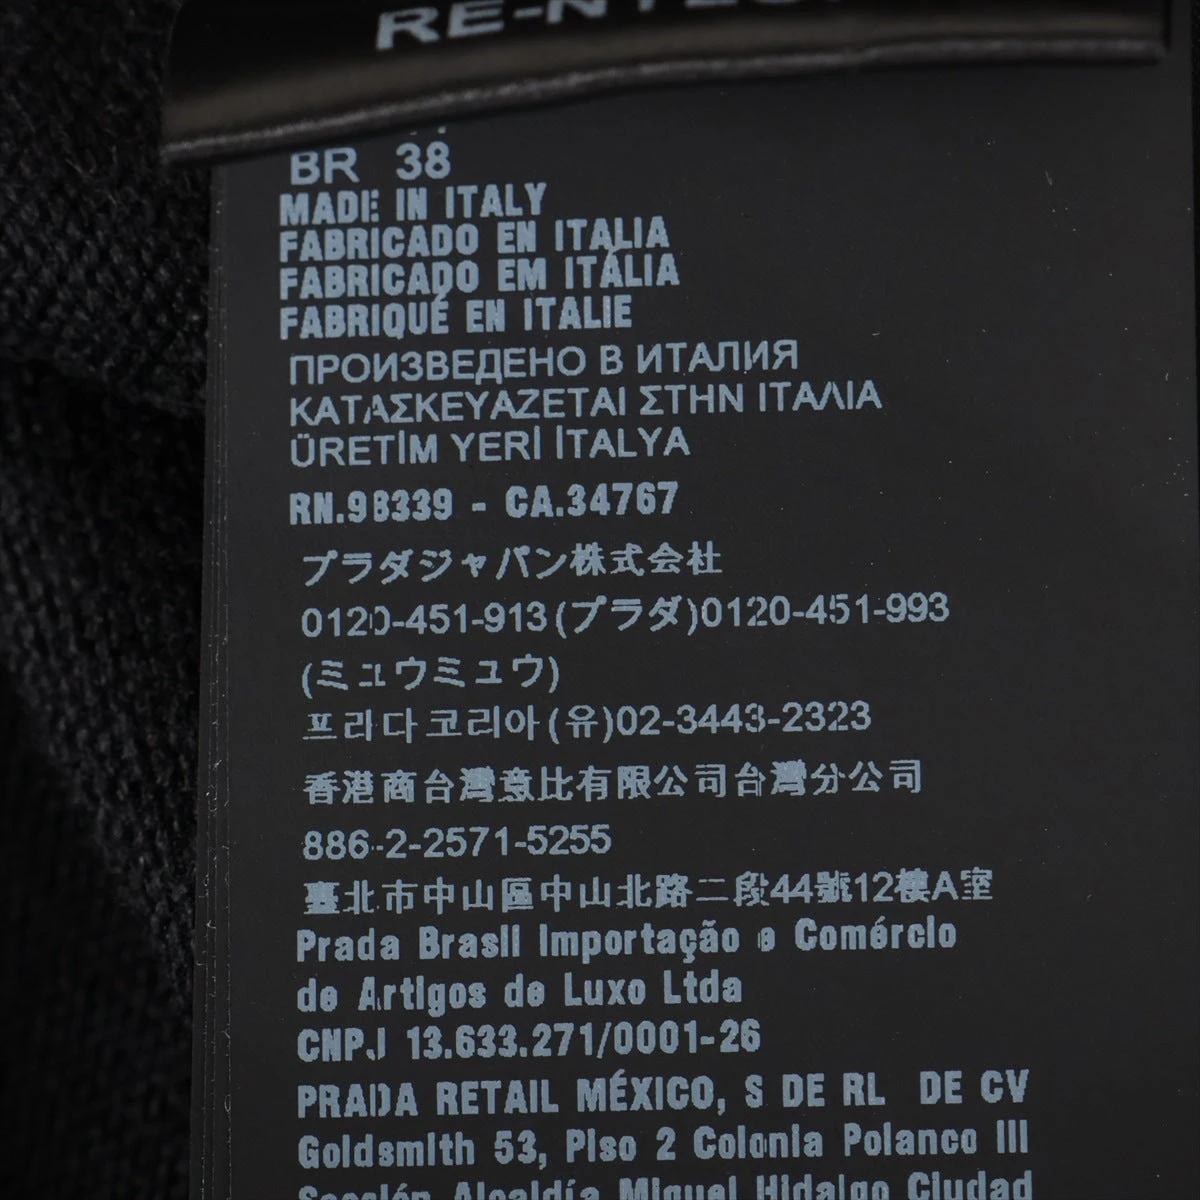 BR 38
MADE IN ITALY
FABRICADO EN ITALIA
FABRICADO EM ITÁLIA
FABRIQUÉ EN ITALIE
ПРОИЗВЕДЕНО В ИТАЛИЯ
ΚΑΤΑΣΚΕΥΑΖΕΤΑΙ ΣΤΗΝ ΙΤΑΛΙΑ
ÜRETİM YERİ İTALYA
RN.98339 - CA.34767
プラダジャパン株式会社
0120-451-913(プラダ)0120-451-993
(ミュウミュウ)
프라다코리아(유)02-3443-2323
香港商台灣意比有限公司台灣分公司
886-2-2571-5255
臺北市中山區中山北路二段44號12樓A室
Prada Brasil Importação e Comércio
de Artigos de Luxo Ltda
CNPJ 13.633.271/0001-26
PRADA RETAIL MÉXICO, S DE RL DE CV
Goldsmith 53, Piso 2 Colonia Polanco III
Sección Alcaldía Miguel Hidalgo Ciudad